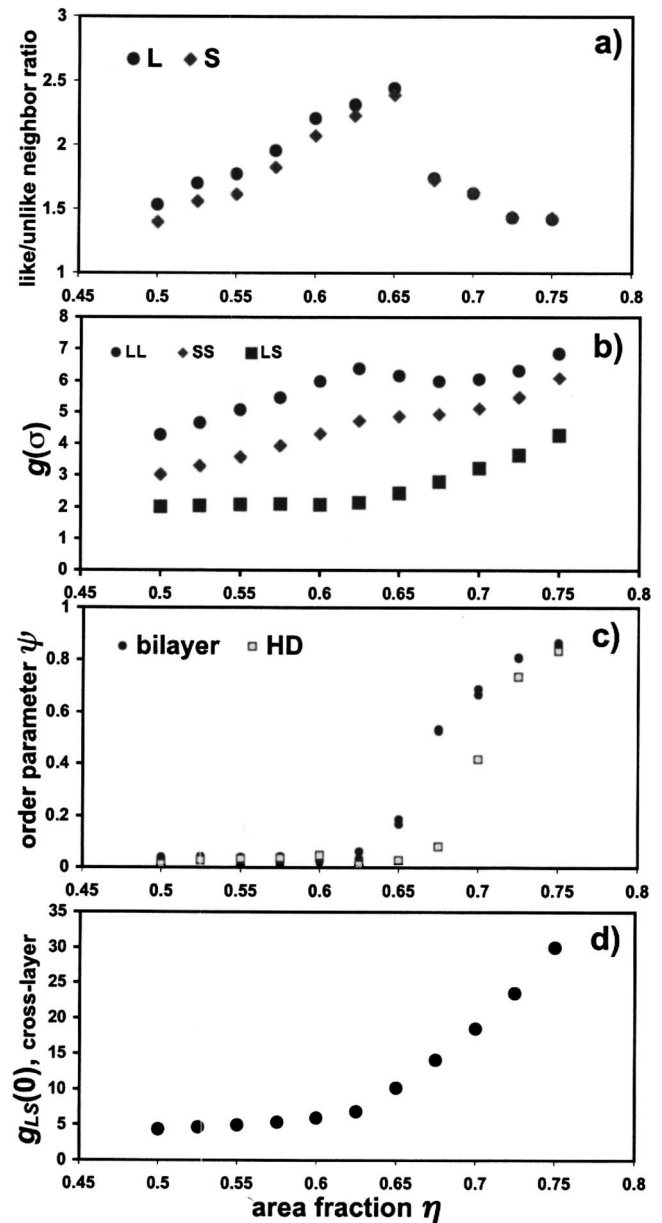 3
2.5
2
1.5
1
like/unlike neighbor ratio
L S
a)
0.45 0.5 0.55 0.6 0.65 0.7 0.75 0.8
7
6
5
4
3
2
1
0
g(σ)
LL SS LS
b)
0.45 0.5 0.55 0.6 0.65 0.7 0.75 0.8
1
0.8
0.6
0.4
0.2
0
order parameter ψ
bilayer HD
c)
0.45 0.5 0.55 0.6 0.65 0.7 0.75 0.8
35
30
25
20
15
10
5
0
gLS(0), cross-layer
d)
0.45 0.5 0.55 0.6 0.65 0.7 0.75 0.8
area fraction η